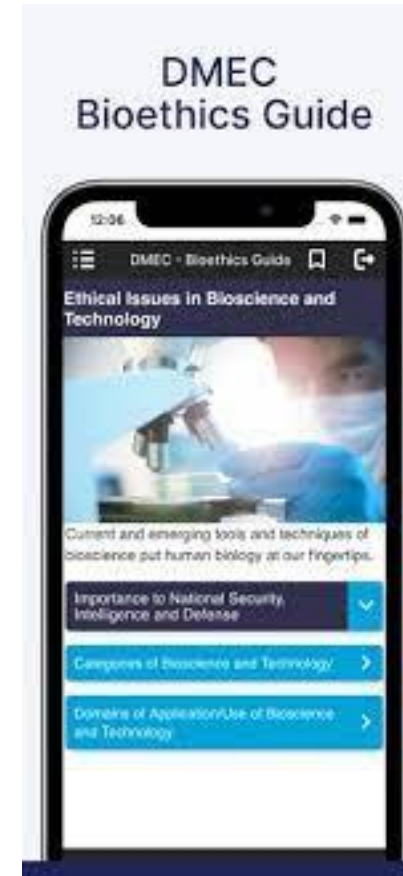 DMEC
Bioethics Guide
12:06
DMEC - Bioethics Guide
Ethical Issues in Bioscience and
Technology
Current and emerging tools and techniques of
bioscience put human biology at our fingertips.
Importance to National Security,
Intelligence and Defense
Categories of Bioscience and Technology
Domains of Application/Use of Bioscience
and Technology